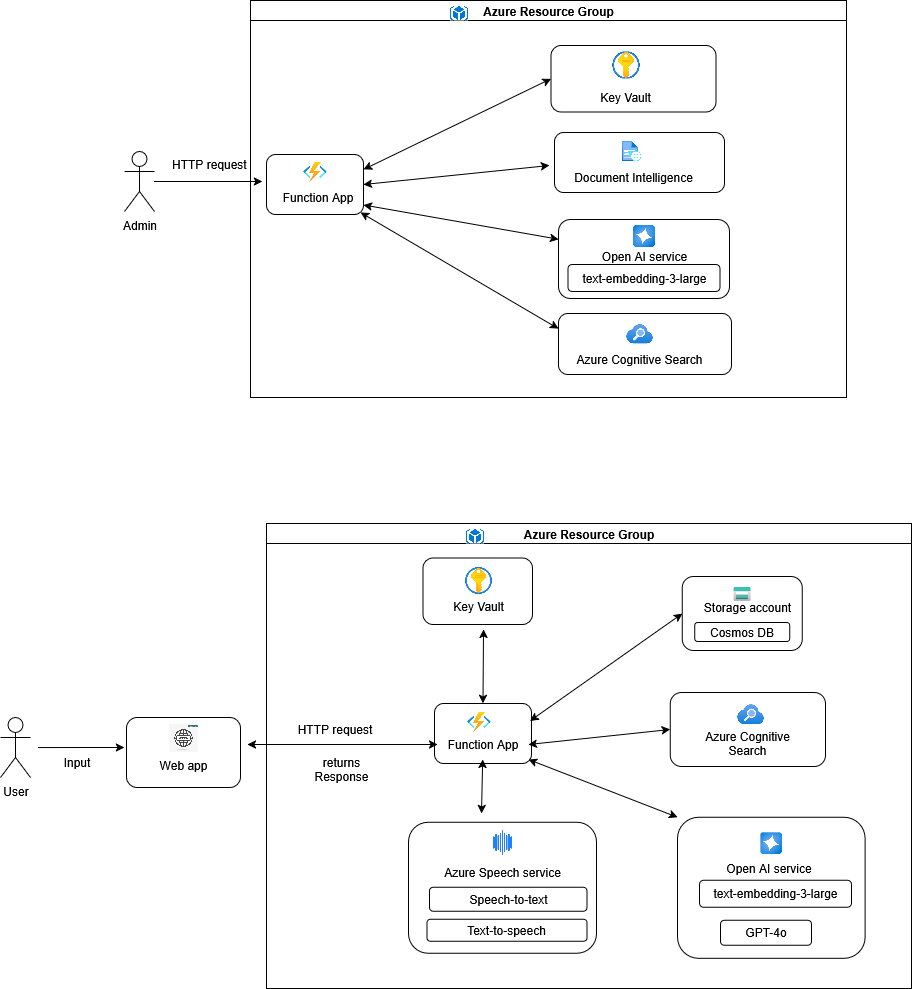 Azure Resource Group
Key Vault
HTTP request
Document Intelligence
Function App
Admin
Open AI service
text-embedding-3-large
Azure Cognitive Search
Azure Resource Group
Key Vault
Storage account
Cosmos DB
HTTP request
Function App
Azure Cognitive
Search
Web app
Input
returns
Response
User
Azure Speech service
Speech-to-text
Text-to-speech
Open AI service
text-embedding-3-large
GPT-4o